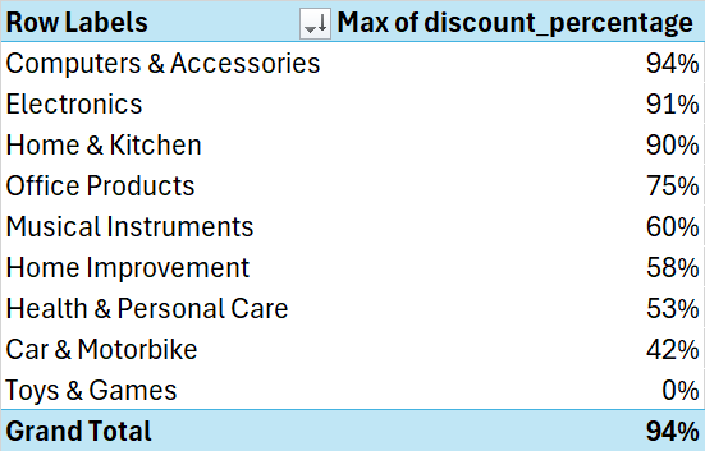 Row Labels Max of discount_percentage
Computers & Accessories 94%
Electronics 91%
Home & Kitchen 90%
Office Products 75%
Musical Instruments 60%
Home Improvement 58%
Health & Personal Care 53%
Car & Motorbike 42%
Toys & Games 0%
Grand Total 94%